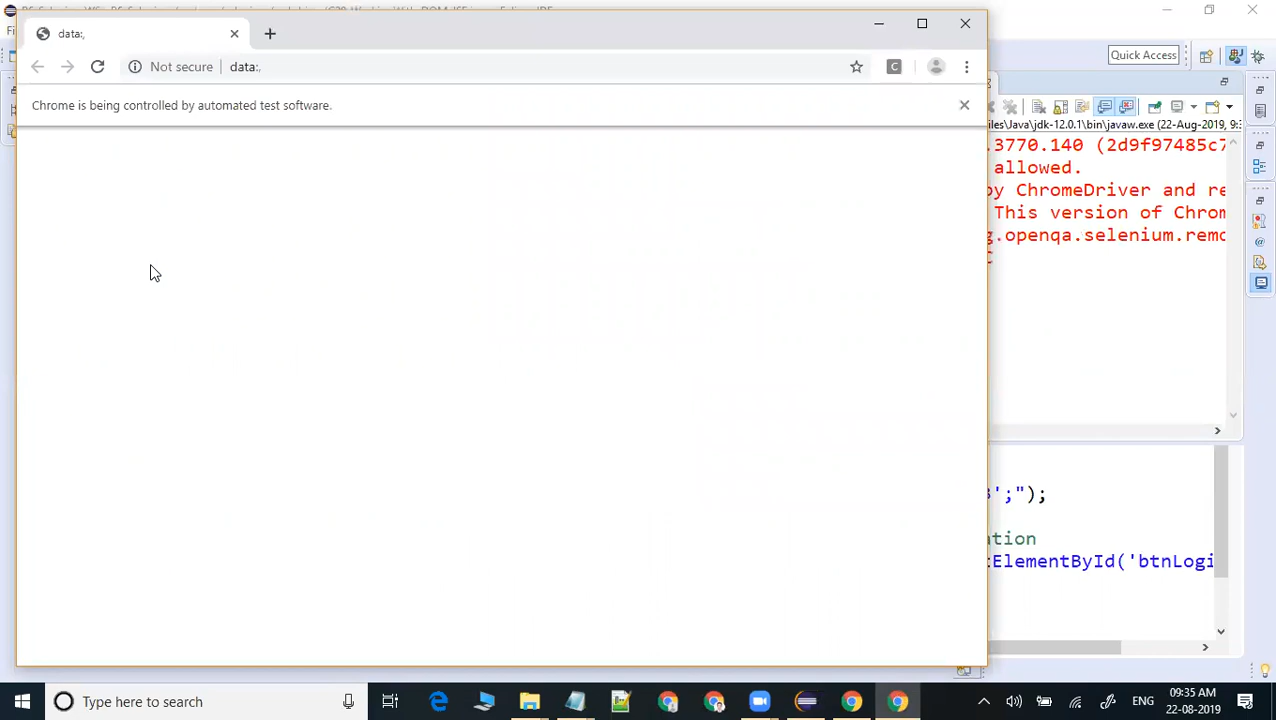 data:,
Not secure
data:,
C
Chrome is being controlled by automated test software.
Quick Access
iles\Java\jdk-12.0.1\bin\javaw.exe (22-Aug-2019, 9:3
.3770.140 (2d9f97485c7
allowed.
by ChromeDriver and re
This version of Chrom
g.openqa.selenium.remo
';");
ation
tElementById('btnLogi
Type here to search
ENG
09:35 AM
22-08-2019